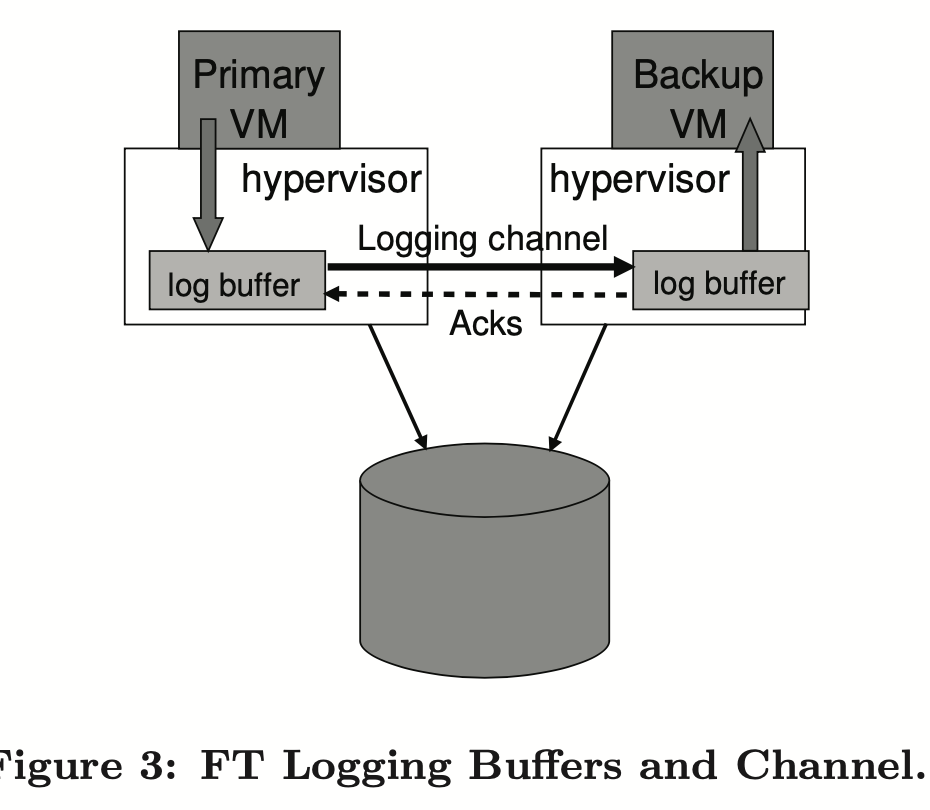 Primary
VM
Backup
VM
hypervisor
hypervisor
Logging channel
log buffer
log buffer
Acks
Figure 3: FT Logging Buffers and Channel.